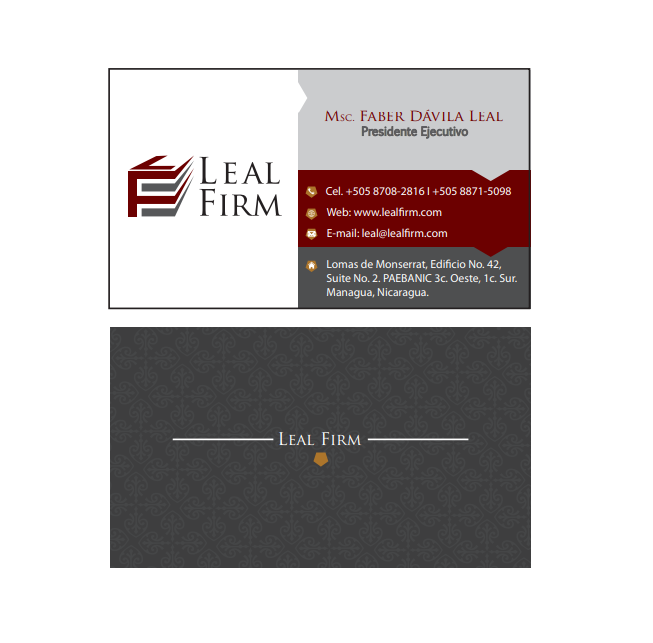 LEAL
FIRM
MSC. FABER DÁVILA LEAL
Presidente Ejecutivo
Cel. +505 8708-2816 I +505 8871-5098
Web: www.lealfirm.com
E-mail: leal@lealfirm.com
Lomas de Monserrat, Edificio No. 42,
Suite No. 2. PAEBANIC 3c. Oeste, 1c. Sur.
Managua, Nicaragua.
LEAL FIRM